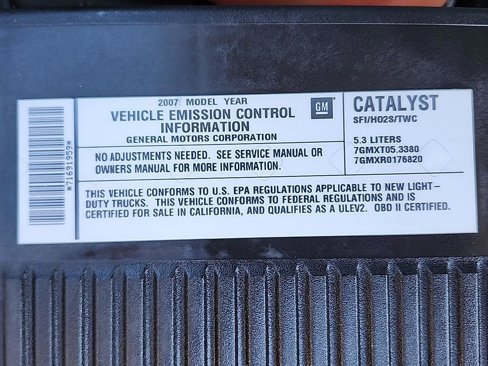 2007 MODEL YEAR
VEHICLE EMISSION CONTROL
INFORMATION
GENERAL MOTORS CORPORATION
GM
CATALYST
SFI/HO2S/TWC
5.3 LITERS
7GMXT05.3380
7GMXR0176820
NO ADJUSTMENTS NEEDED. SEE SERVICE MANUAL OR
OWNERS MANUAL FOR MORE INFORMATION.
THIS VEHICLE CONFORMS TO U.S. EPA REGULATIONS APPLICABLE TO NEW LIGHT-
DUTY TRUCKS. THIS VEHICLE CONFORMS TO FEDERAL REGULATIONS AND IS
CERTIFIED FOR SALE IN CALIFORNIA, AND QUALIFIES AS A ULEV2. OBD II CERTIFIED.
*71691959*